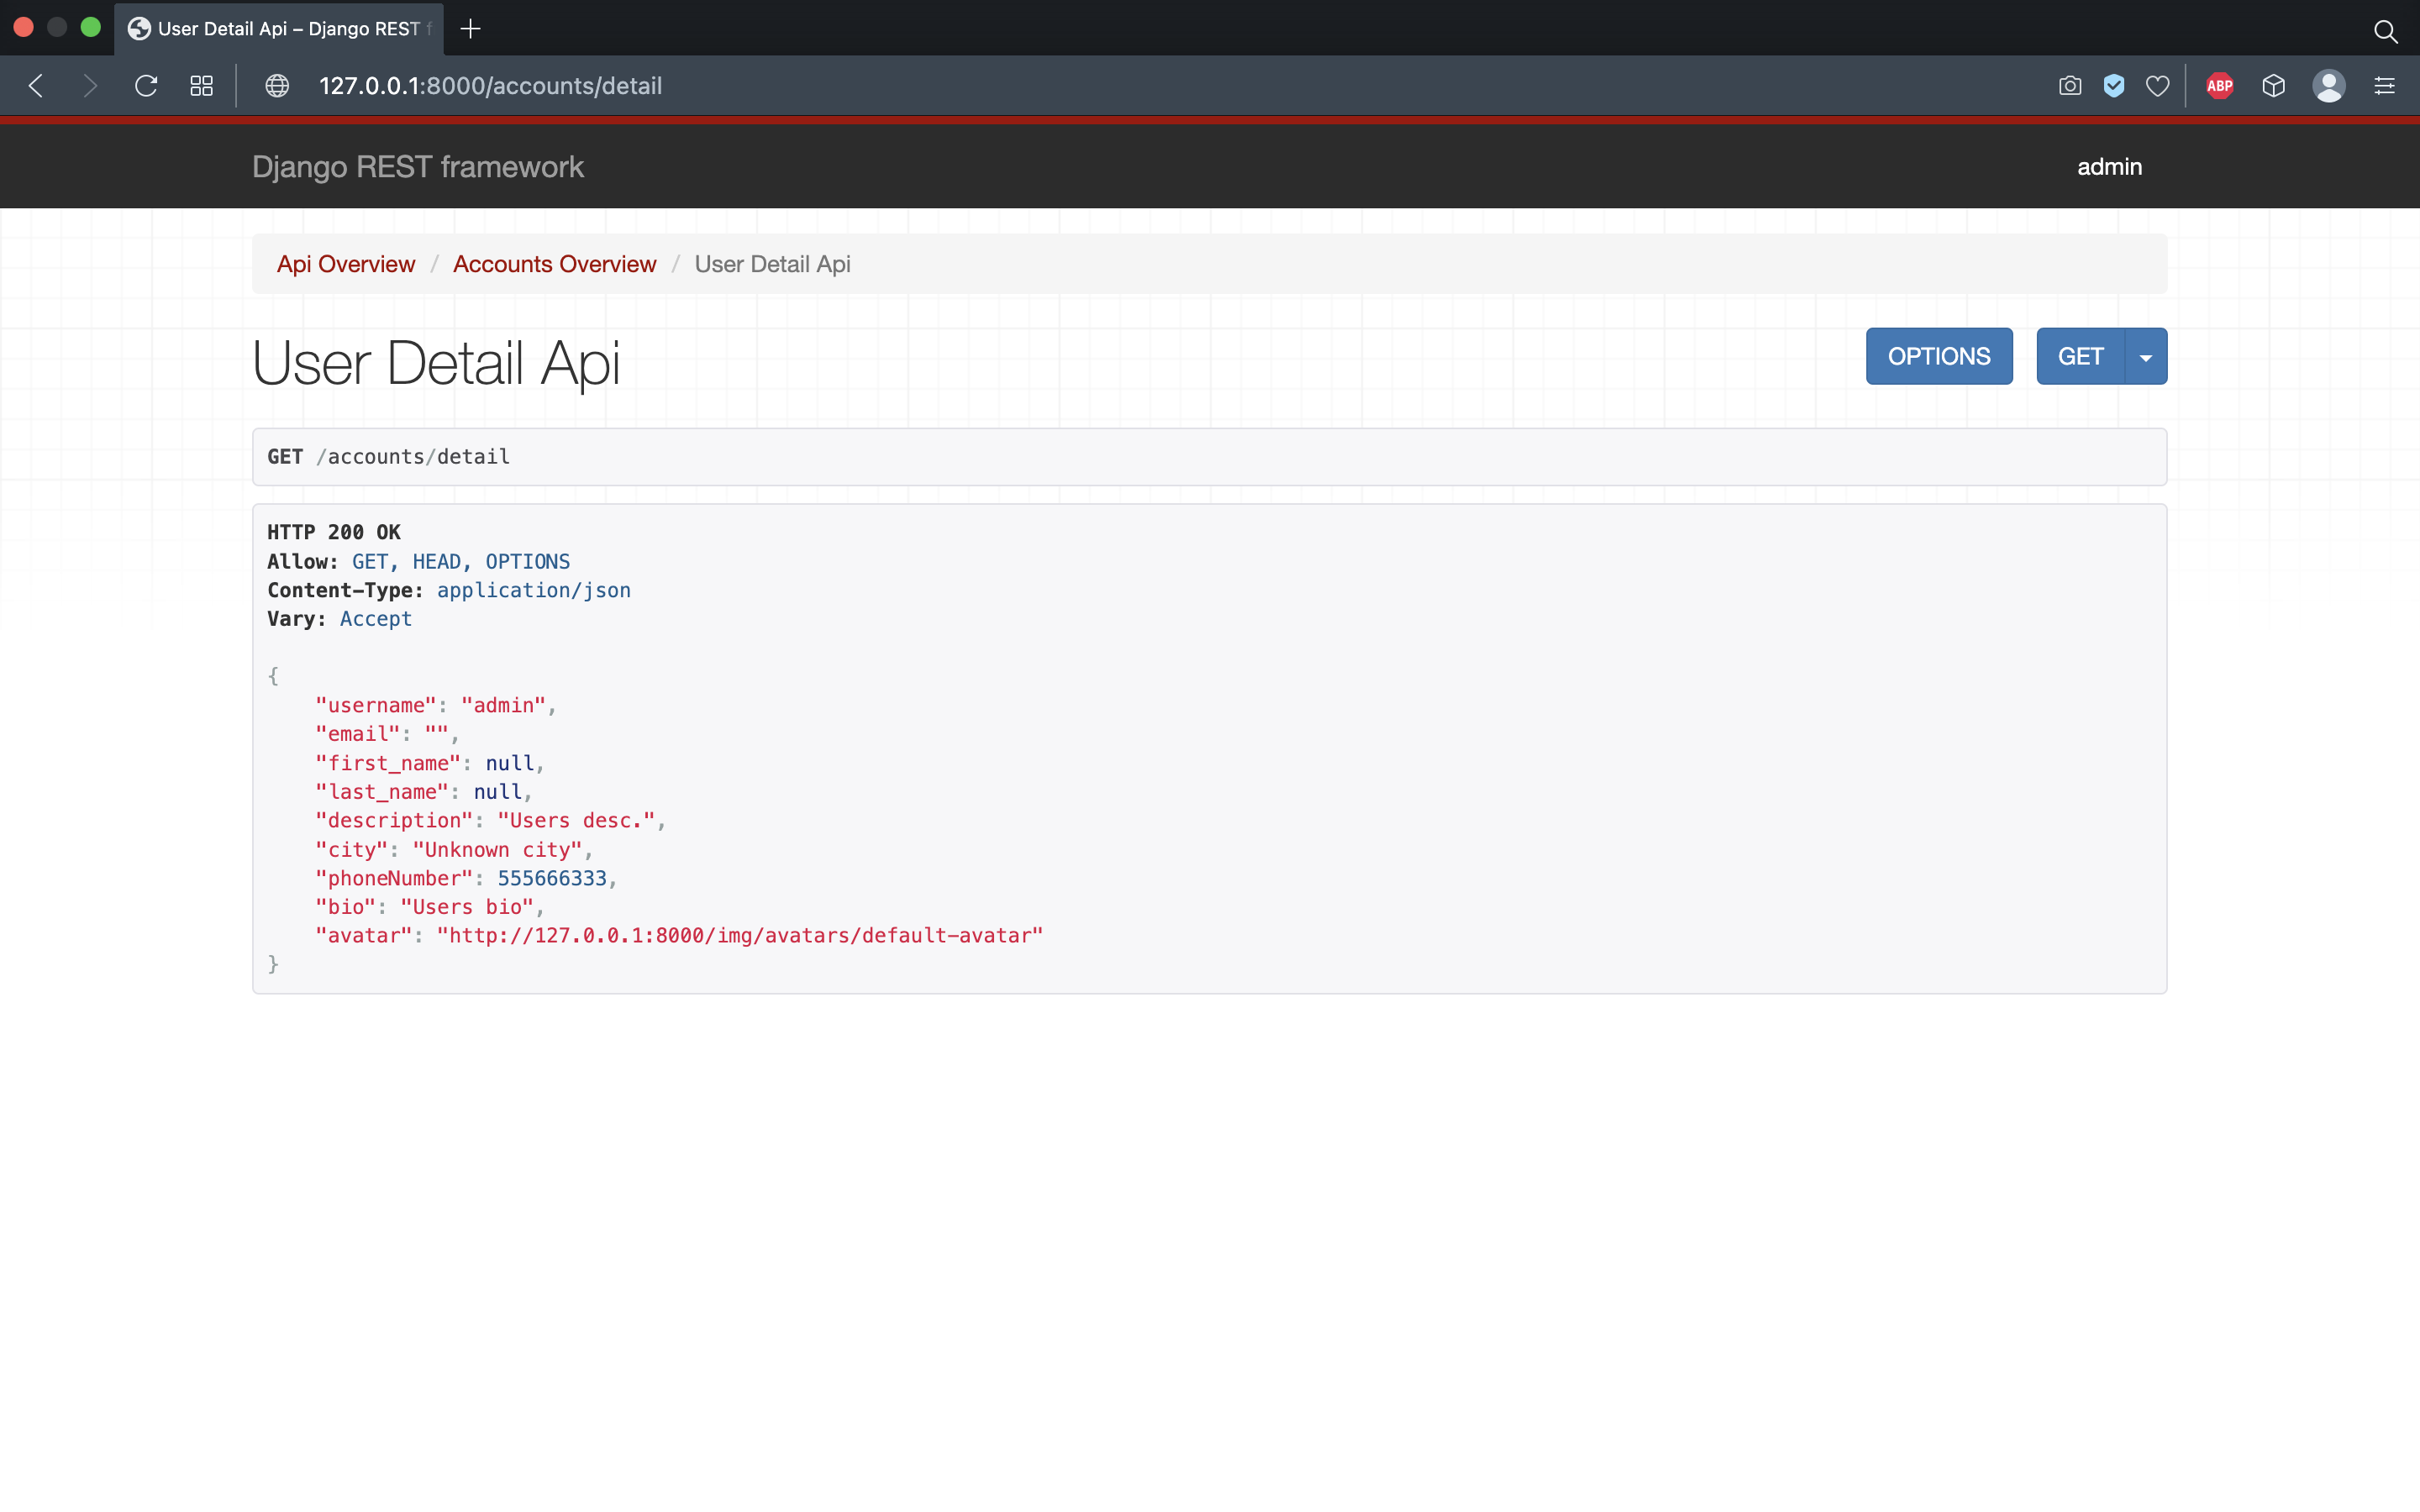 User Detail Api – Django REST f
127.0.0.1:8000/accounts/detail
ABP
Django REST framework
admin
Api Overview / Accounts Overview / User Detail Api
User Detail Api
OPTIONS
GET
GET /accounts/detail
HTTP 200 OK
Allow: GET, HEAD, OPTIONS
Content-Type: application/json
Vary: Accept
{
    "username": "admin",
    "email": "",
    "first_name": null,
    "last_name": null,
    "description": "Users desc.",
    "city": "Unknown city",
    "phoneNumber": 555666333,
    "bio": "Users bio",
    "avatar": "http://127.0.0.1:8000/img/avatars/default-avatar"
}